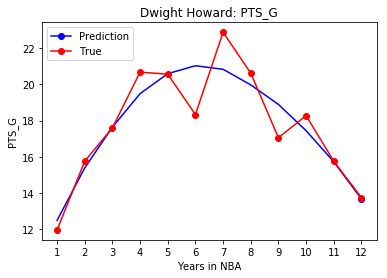 Dwight Howard: PTS_G
Prediction
True
PTS_G
22
20
18
16
14
12
1 2 3 4 5 6 7 8 9 10 11 12
Years in NBA